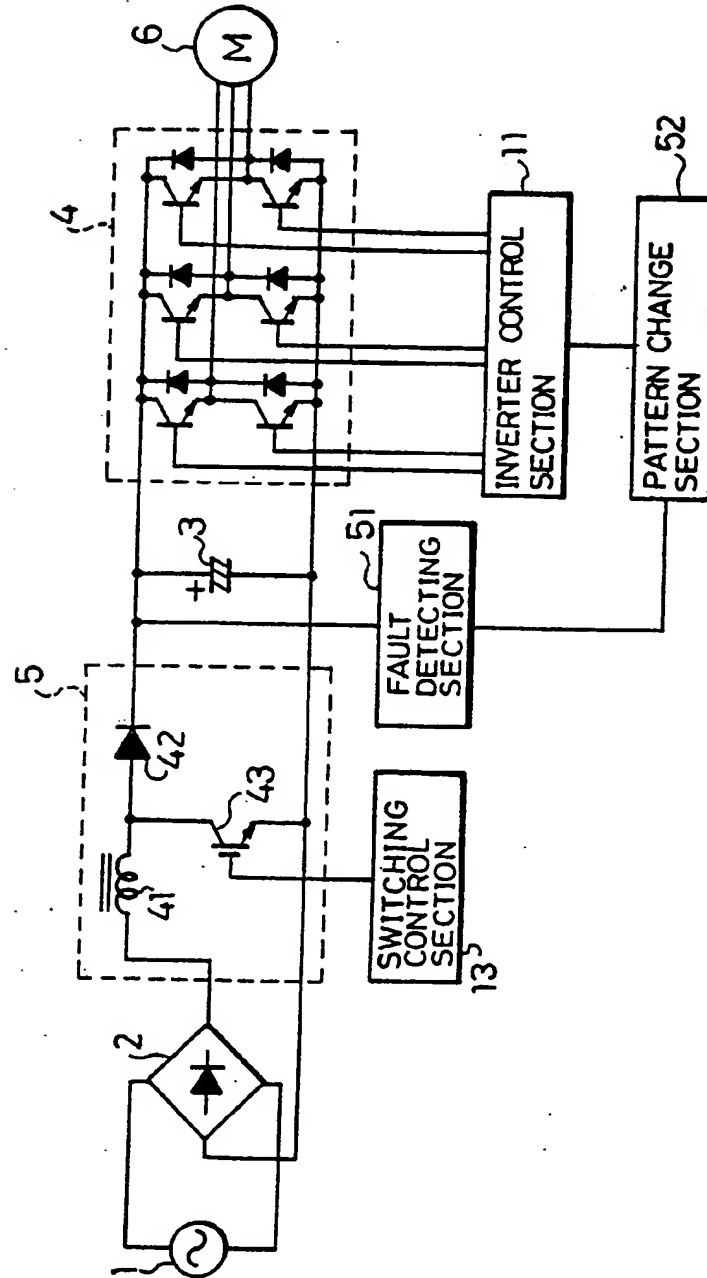 1
2
5
41
42
43
3
+
4
6
M
SWITCHING
CONTROL
SECTION
13
FAULT
DETECTING
SECTION
51
INVERTER CONTROL
SECTION
11
PATTERN CHANGE
SECTION
52